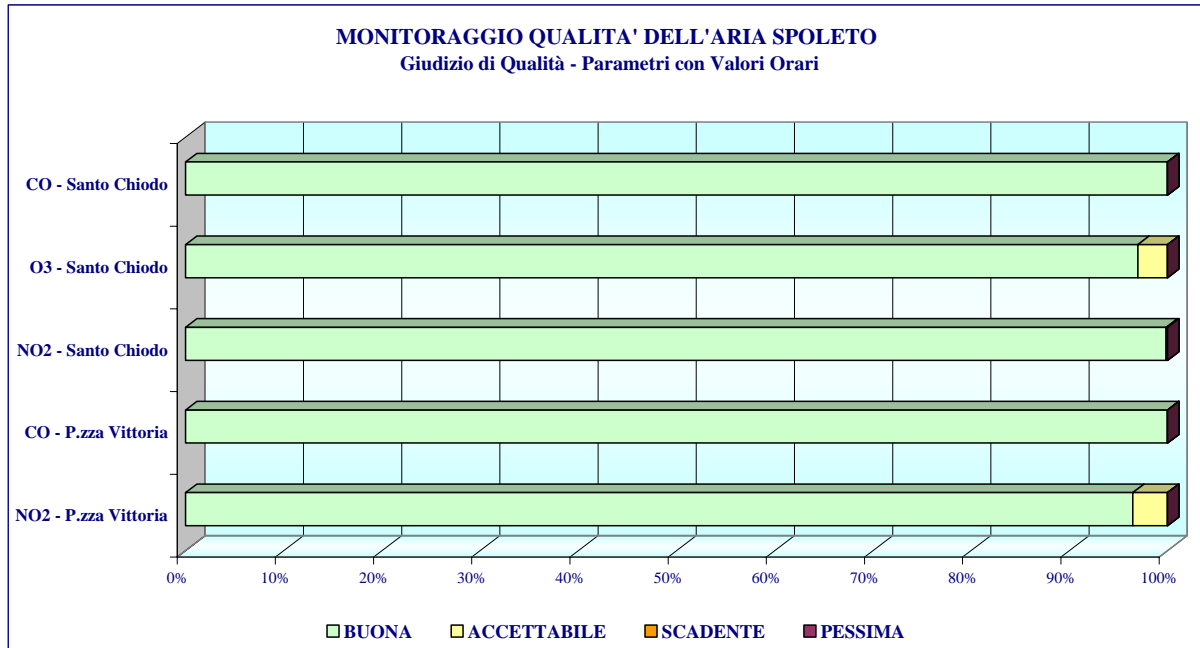 MONITORAGGIO QUALITA' DELL'ARIA SPOLETO
Giudizio di Qualità - Parametri con Valori Orari
CO - Santo Chiodo
O3 - Santo Chiodo
NO2 - Santo Chiodo
CO - P.zza Vittoria
NO2 - P.zza Vittoria
0% 10% 20% 30% 40% 50% 60% 70% 80% 90% 100%
BUONA ACCETTABILE SCADENTE PESSIMA